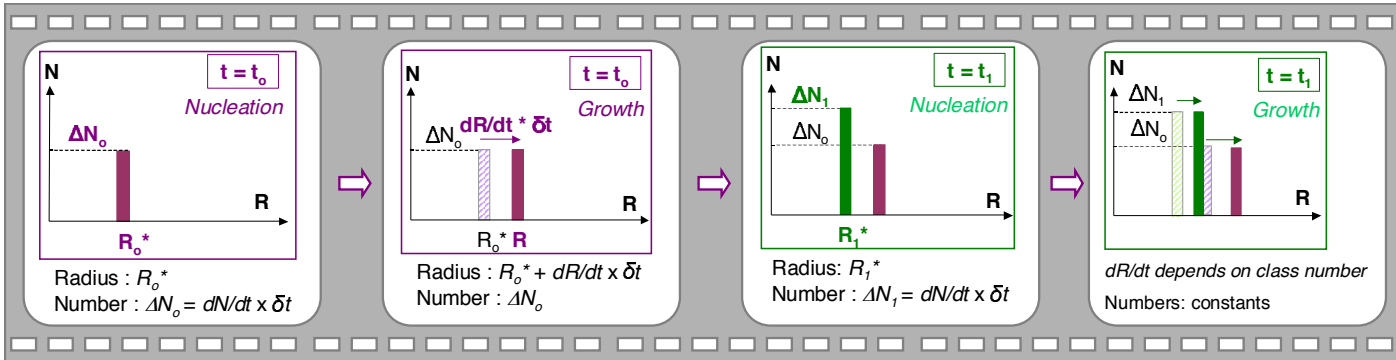 N
t = tₒ
Nucleation
ΔNₒ
R
Rₒ*
Radius : Rₒ*
Number : ΔNₒ = dN/dt x δt
N
t = tₒ
Growth
dR/dt * δt
ΔNₒ
R
Rₒ* R
Radius : Rₒ* + dR/dt x δt
Number : ΔNₒ
N
t = t₁
Nucleation
ΔN₁
ΔNₒ
R
R₁*
Radius: R₁*
Number : ΔN₁ = dN/dt x δt
N
t = t₁
Growth
ΔN₁
ΔNₒ
R
dR/dt depends on class number
Numbers: constants